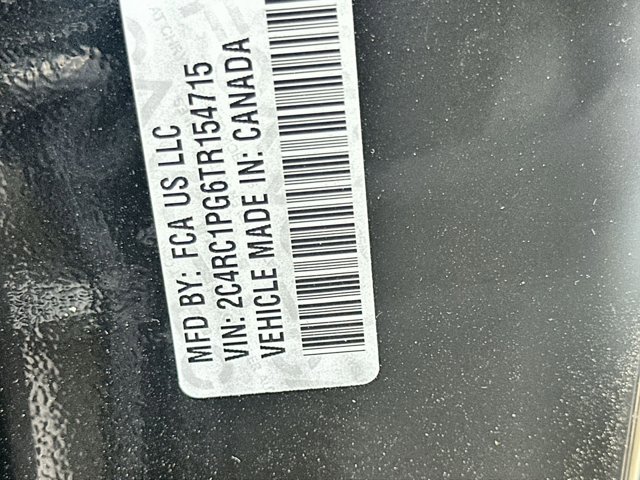 MFD BY: FCA US LLC
VIN: 2C4RC1PG6TR154715
VEHICLE MADE IN: CANADA